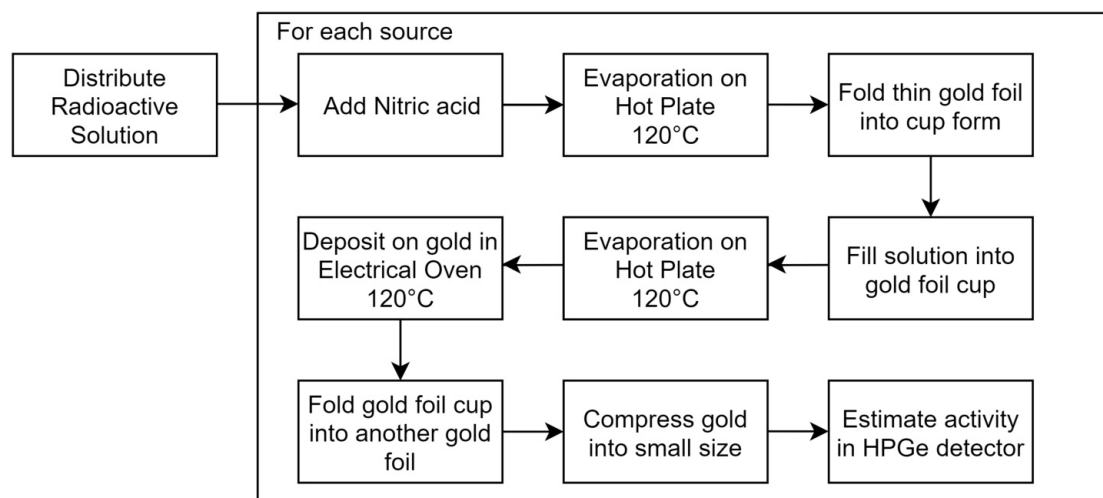 For each source
Distribute
Radioactive
Solution
Add Nitric acid
Evaporation on
Hot Plate
120°C
Fold thin gold foil
into cup form
Fill solution into
gold foil cup
Evaporation on
Hot Plate
120°C
Deposit on gold in
Electrical Oven
120°C
Fold gold foil cup
into another gold
foil
Compress gold
into small size
Estimate activity
in HPGe detector